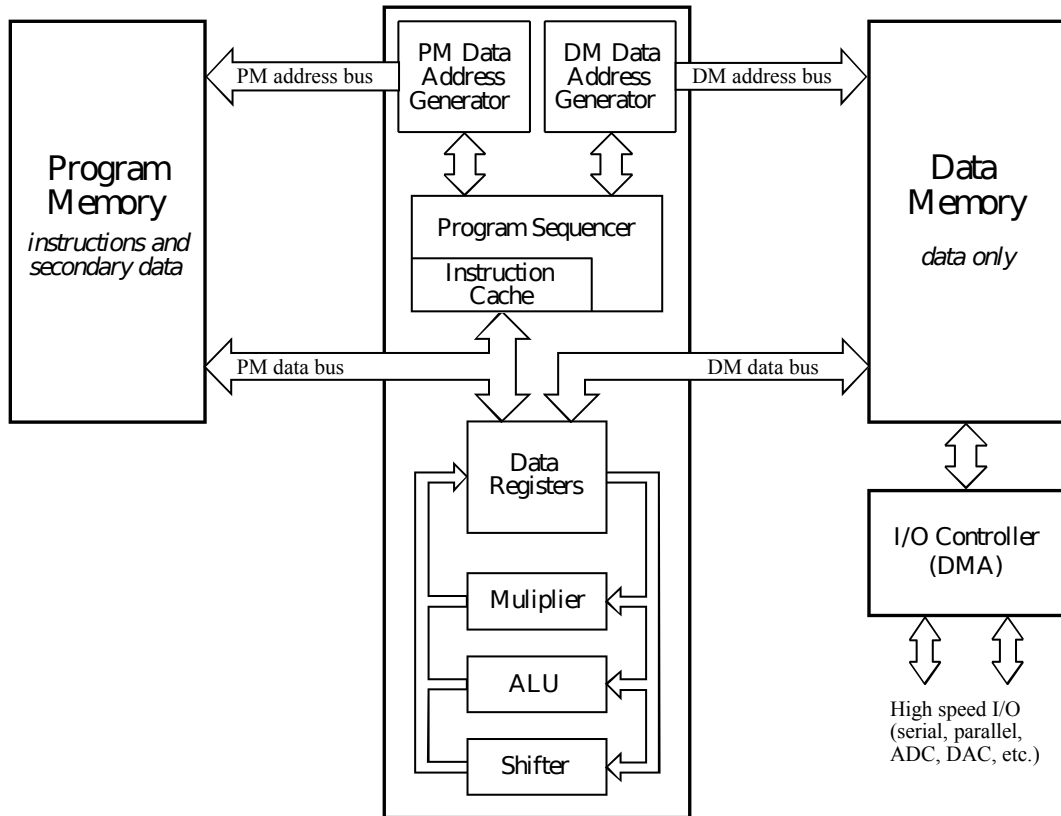 Program
Memory
instructions and
secondary data
PM address bus
PM data bus
PM Data
Address
Generator
DM Data
Address
Generator
Program Sequencer
Instruction
Cache
Data
Registers
Muliplier
ALU
Shifter
DM address bus
DM data bus
Data
Memory
data only
I/O Controller
(DMA)
High speed I/O
(serial, parallel,
ADC, DAC, etc.)